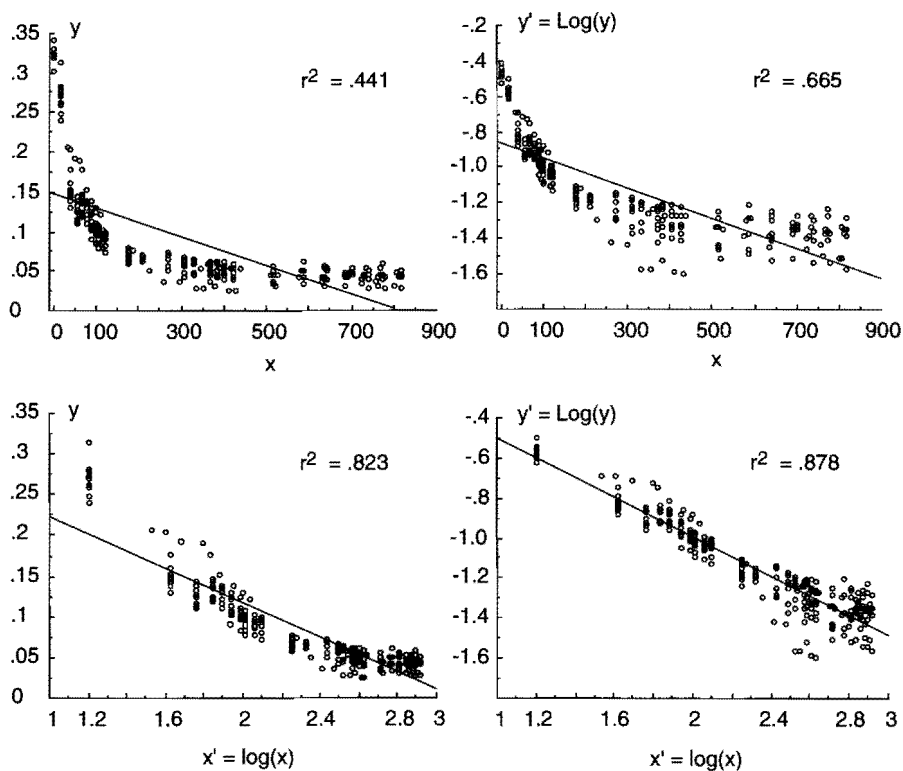 y
.35
.3
.25
.2
.15
.1
.05
0
r2 = .441
0 100 300 500 700 900
x
y' = Log(y)
-.2
-.4
-.6
-.8
-1.0
-1.2
-1.4
-1.6
r2 = .665
0 100 300 500 700 900
x
y
.35
.3
.25
.2
.15
.1
.05
0
r2 = .823
1 1.2 1.6 2 2.4 2.8 3
x' = log(x)
y' = Log(y)
-.4
-.6
-.8
-1.0
-1.2
-1.4
-1.6
r2 = .878
1 1.2 1.6 2 2.4 2.8 3
x' = log(x)